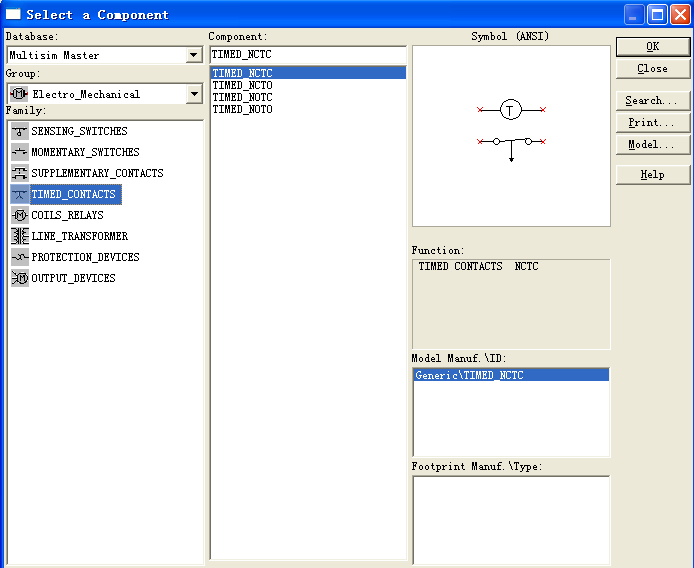 Select a Component
Database:
Multisim Master
Group:
Electro_Mechanical
Family:
SENSING_SWITCHES
MOMENTARY_SWITCHES
SUPPLEMENTARY_CONTACTS
TIMED_CONTACTS
COILS_RELAYS
LINE_TRANSFORMER
PROTECTION_DEVICES
OUTPUT_DEVICES
Component:
TIMED_NCTC
TIMED_NCTC
TIMED_NCTO
TIMED_NOTC
TIMED_NOTO
Symbol (ANSI)
T
Function:
TIMED CONTACTS  NCTC
Model Manuf.\ID:
Generic\TIMED_NCTC
Footprint Manuf.\Type:
OK
Close
Search...
Print...
Model...
Help